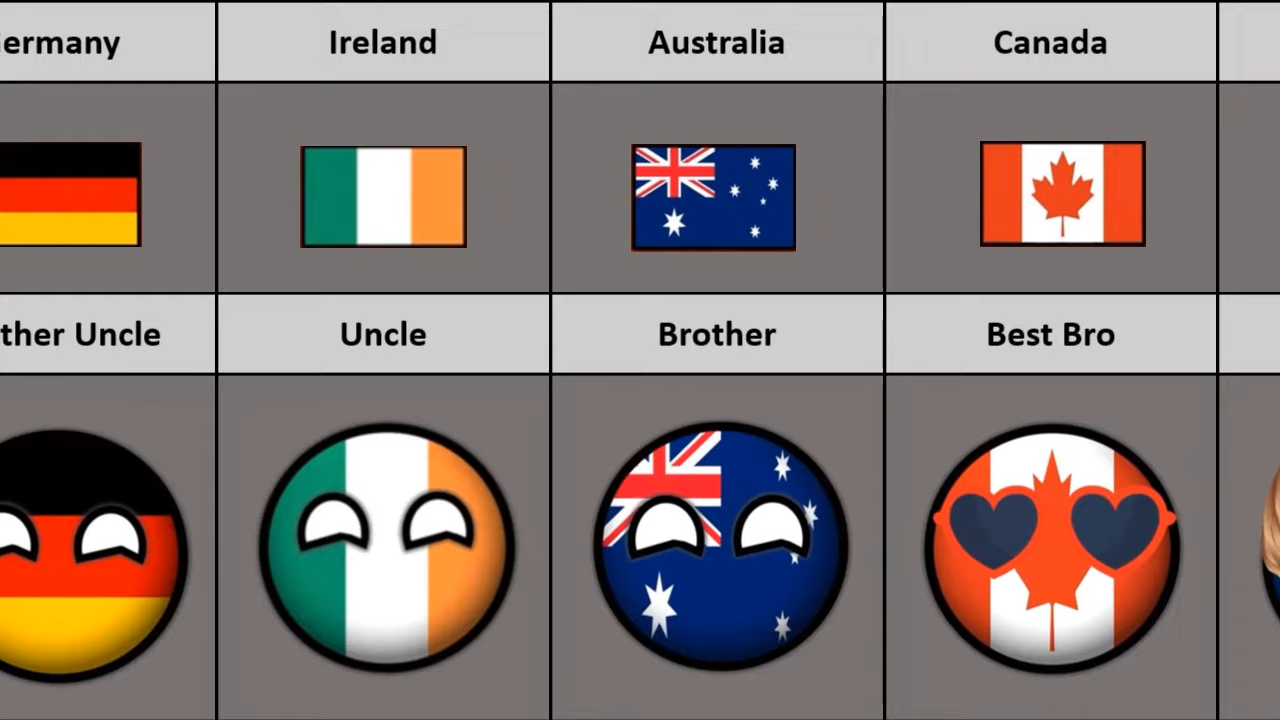 ermany
Ireland
Australia
Canada
ther Uncle
Uncle
Brother
Best Bro